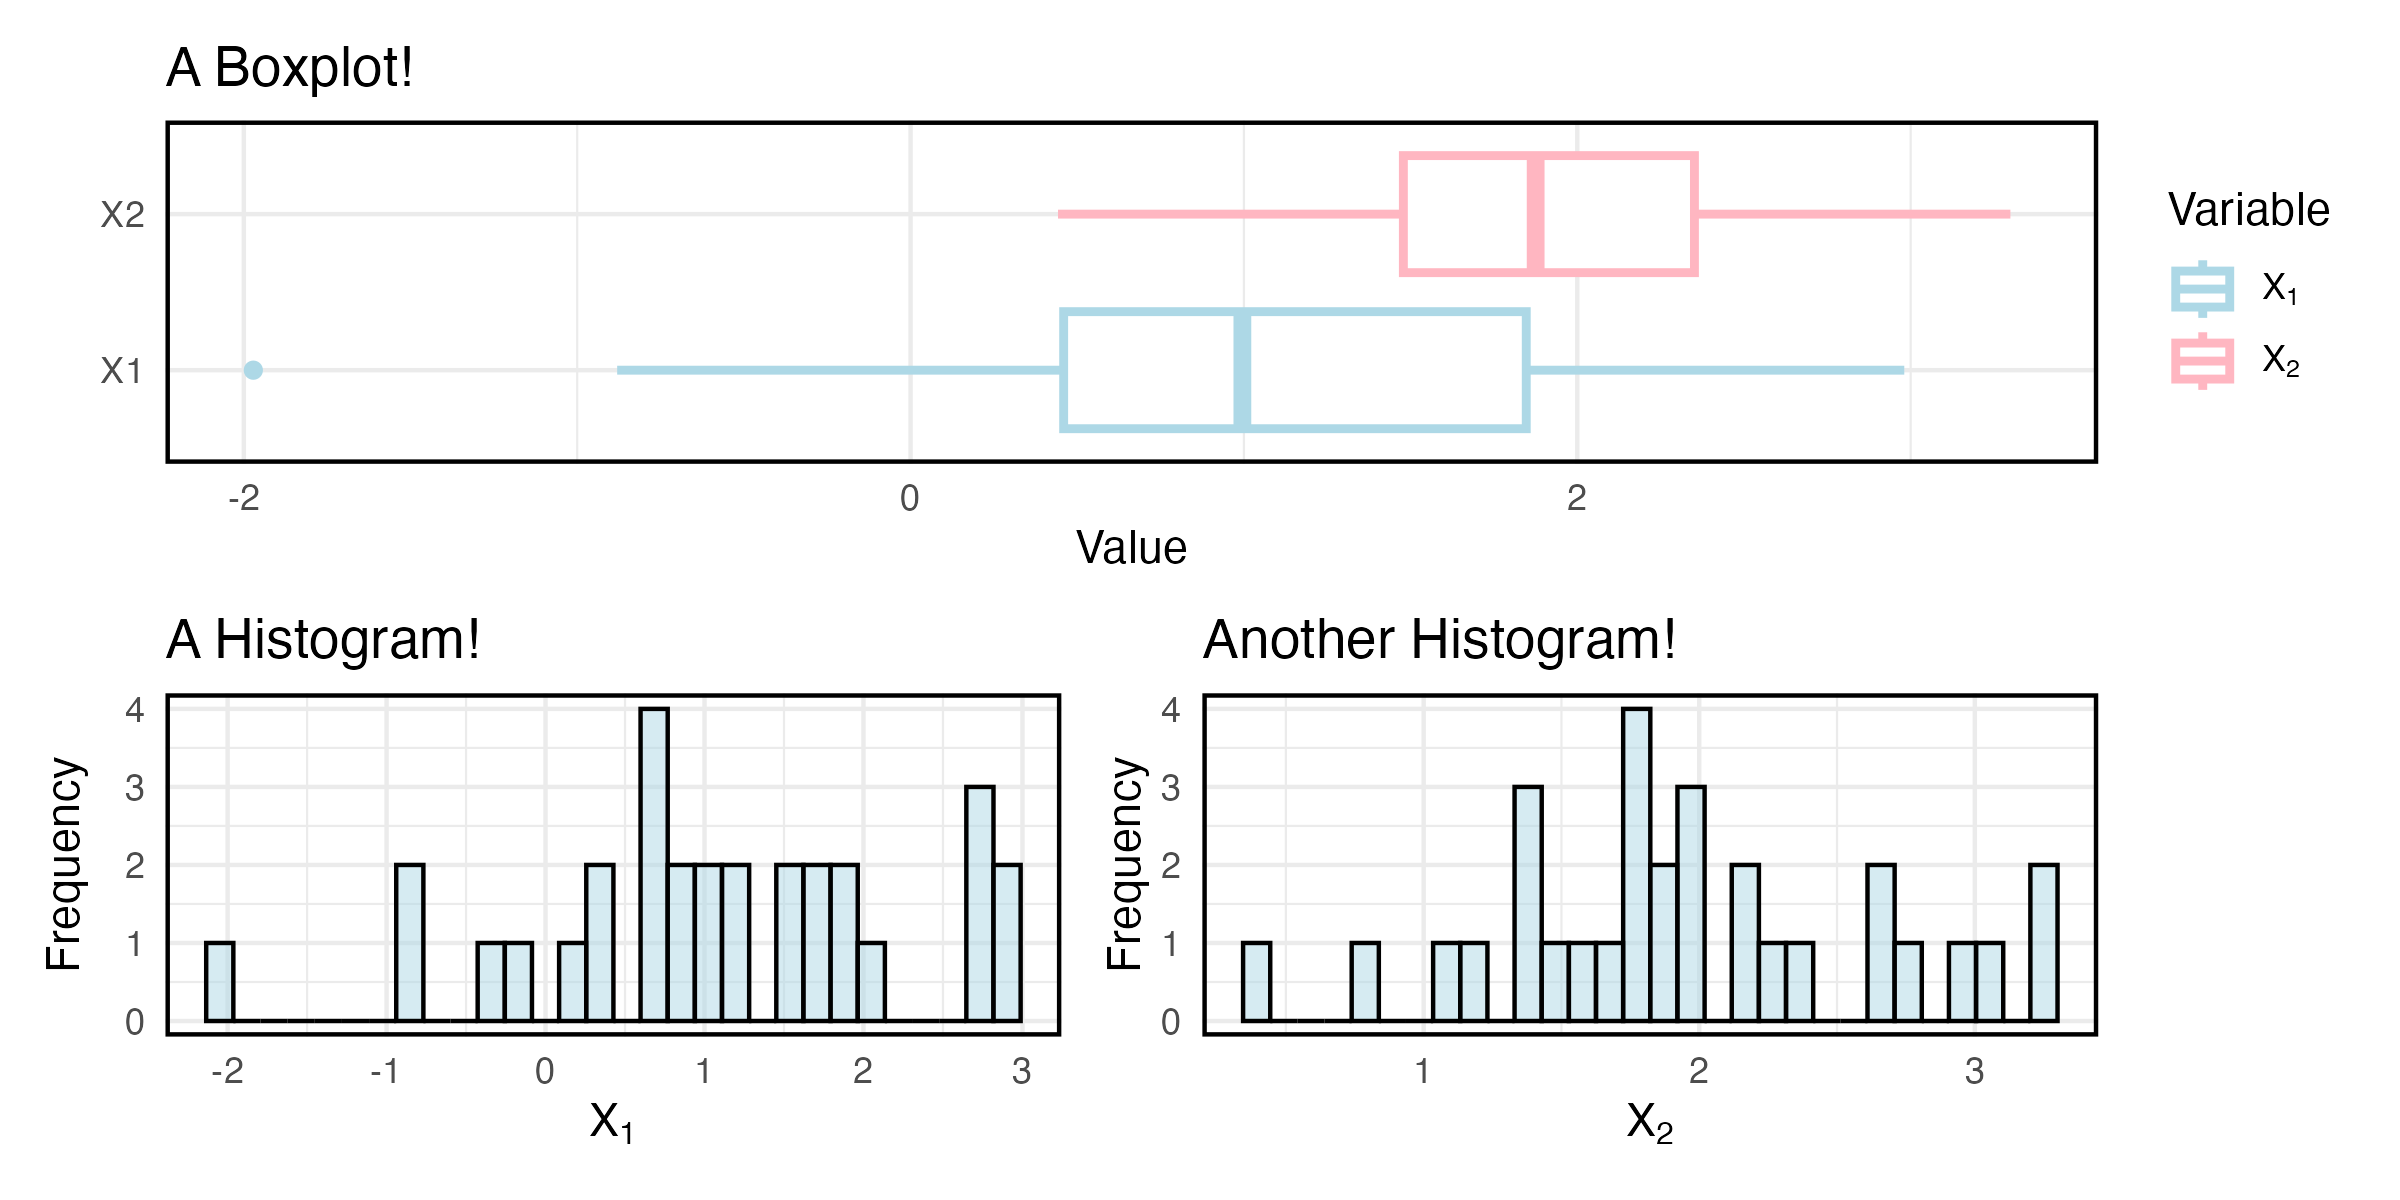 A Boxplot!
X2
X1
-2 0 2
Value
Variable
X₁
X₂
A Histogram!
Frequency
4
3
2
1
0
-2 -1 0 1 2 3
X₁
Another Histogram!
Frequency
4
3
2
1
0
1 2 3
X₂